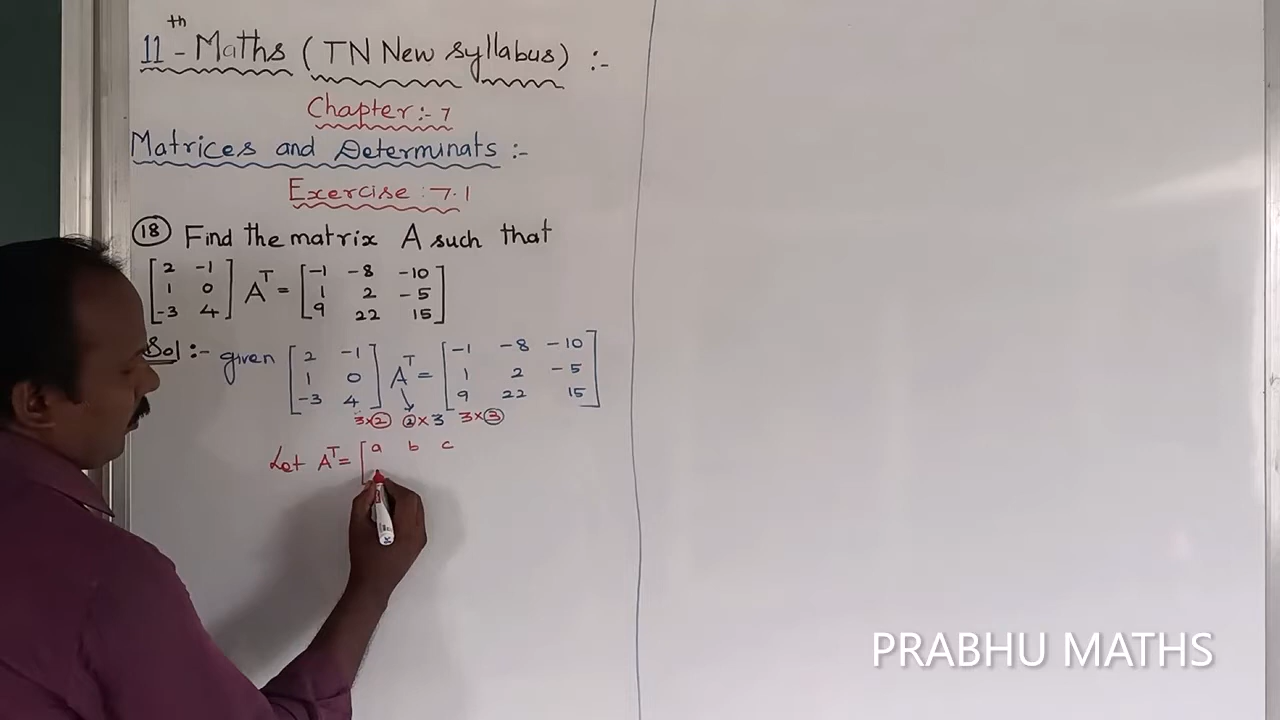 11th - Maths (TN New Syllabus) :-
Chapter:- 7
Matrices and Determinats :-
Exercise : 7.1
18 Find the matrix A such that
[2 -1
1 0
-3 4] A^T = [-1 -8 -10
1 2 -5
9 22 15]
Sol :- given [2 -1
1 0
-3 4] A^T = [-1 -8 -10
1 2 -5
9 22 15]
3×2 2×3 3×3
Let A^T = [a b c
PRABHU MATHS